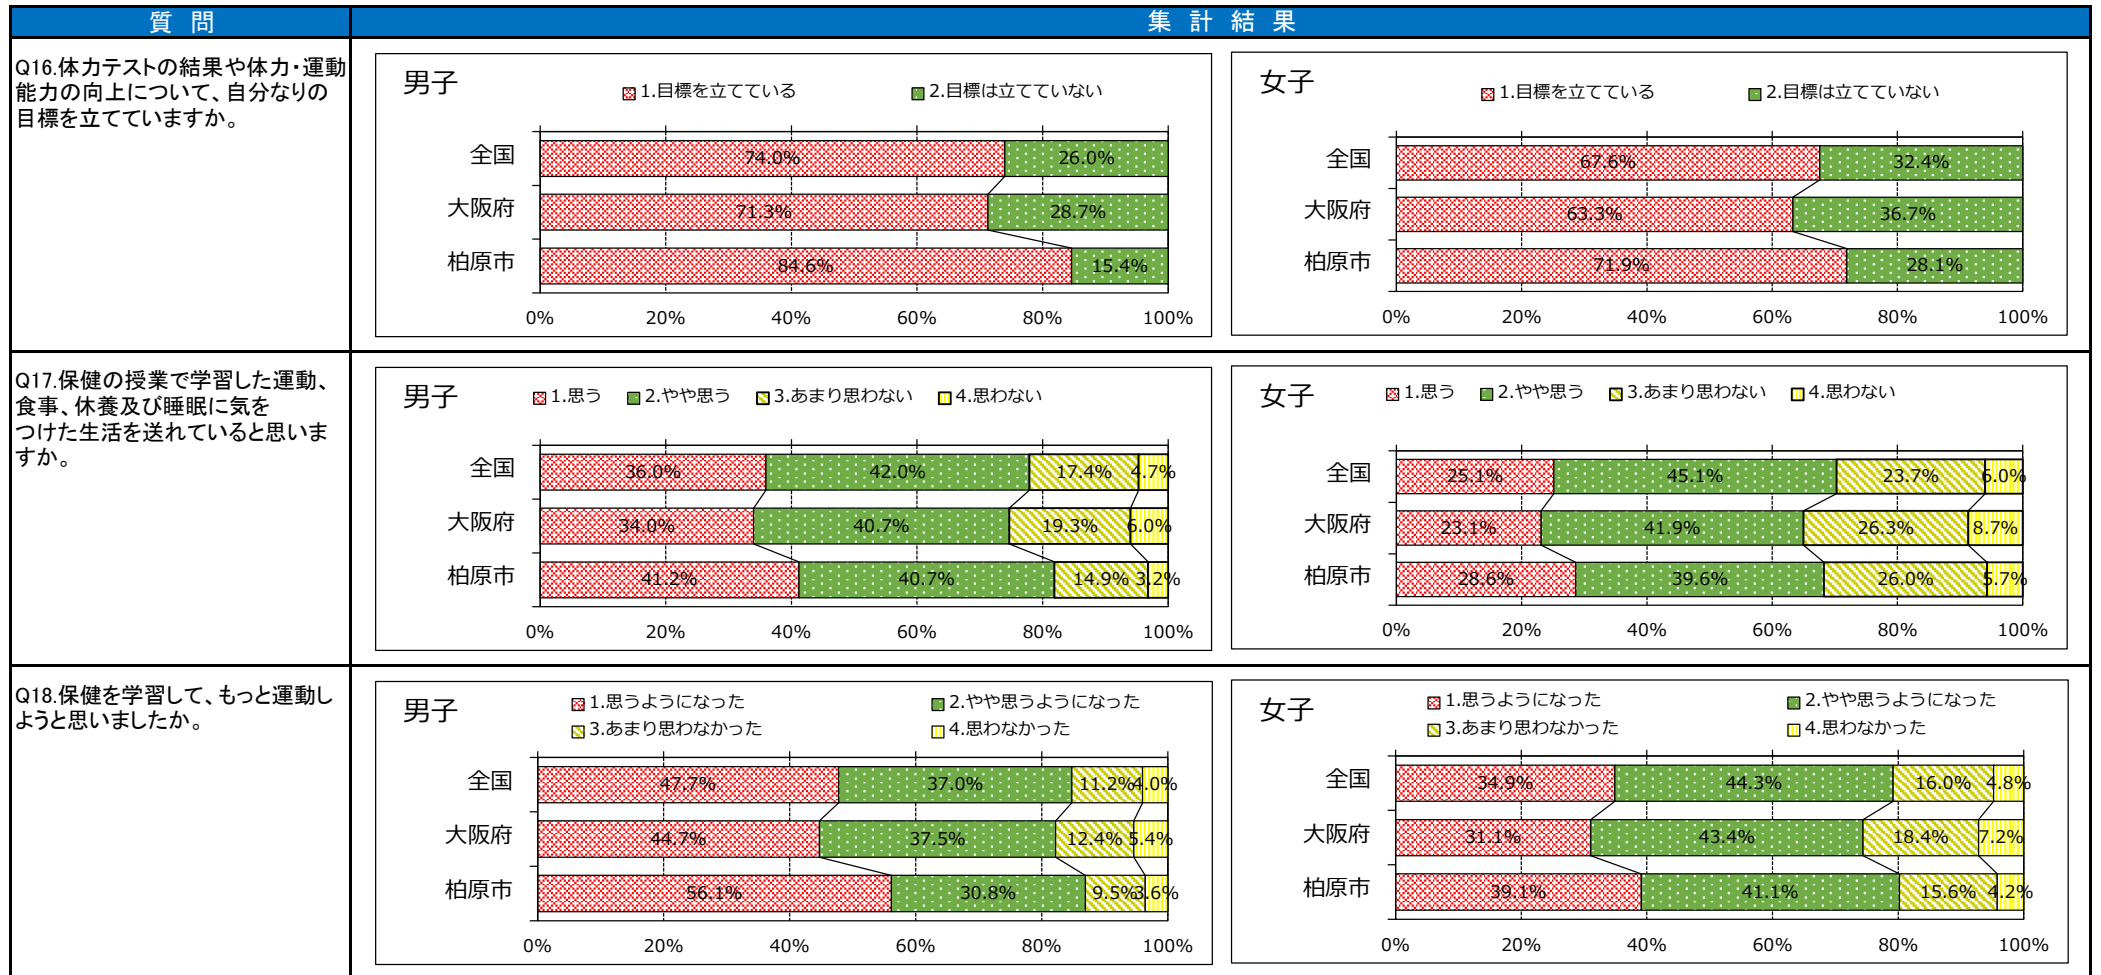 質 問
集 計 結 果
Q16.体力テストの結果や体力・運動
能力の向上について、自分なりの
目標を立てていますか。
男子
1.目標を立てている 2.目標は立てていない
全国 74.0% 26.0%
大阪府 71.3% 28.7%
柏原市 84.6% 15.4%
0% 20% 40% 60% 80% 100%
女子
1.目標を立てている 2.目標は立てていない
全国 67.6% 32.4%
大阪府 63.3% 36.7%
柏原市 71.9% 28.1%
0% 20% 40% 60% 80% 100%
Q17.保健の授業で学習した運動、
食事、休養及び睡眠に気を
つけた生活を送れていると思いま
すか。
男子
1.思う 2.やや思う 3.あまり思わない 4.思わない
全国 36.0% 42.0% 17.4% 4.7%
大阪府 34.0% 40.7% 19.3% 6.0%
柏原市 41.2% 40.7% 14.9% 3.2%
0% 20% 40% 60% 80% 100%
女子
1.思う 2.やや思う 3.あまり思わない 4.思わない
全国 25.1% 45.1% 23.7% 6.0%
大阪府 23.1% 41.9% 26.3% 8.7%
柏原市 28.6% 39.6% 26.0% 5.7%
0% 20% 40% 60% 80% 100%
Q18.保健を学習して、もっと運動し
ようと思いましたか。
男子
1.思うようになった 2.やや思うようになった
3.あまり思わなかった 4.思わなかった
全国 47.7% 37.0% 11.2% 4.0%
大阪府 44.7% 37.5% 12.4% 5.4%
柏原市 56.1% 30.8% 9.5% 3.6%
0% 20% 40% 60% 80% 100%
女子
1.思うようになった 2.やや思うようになった
3.あまり思わなかった 4.思わなかった
全国 34.9% 44.3% 16.0% 4.8%
大阪府 31.1% 43.4% 18.4% 7.2%
柏原市 39.1% 41.1% 15.6% 4.2%
0% 20% 40% 60% 80% 100%